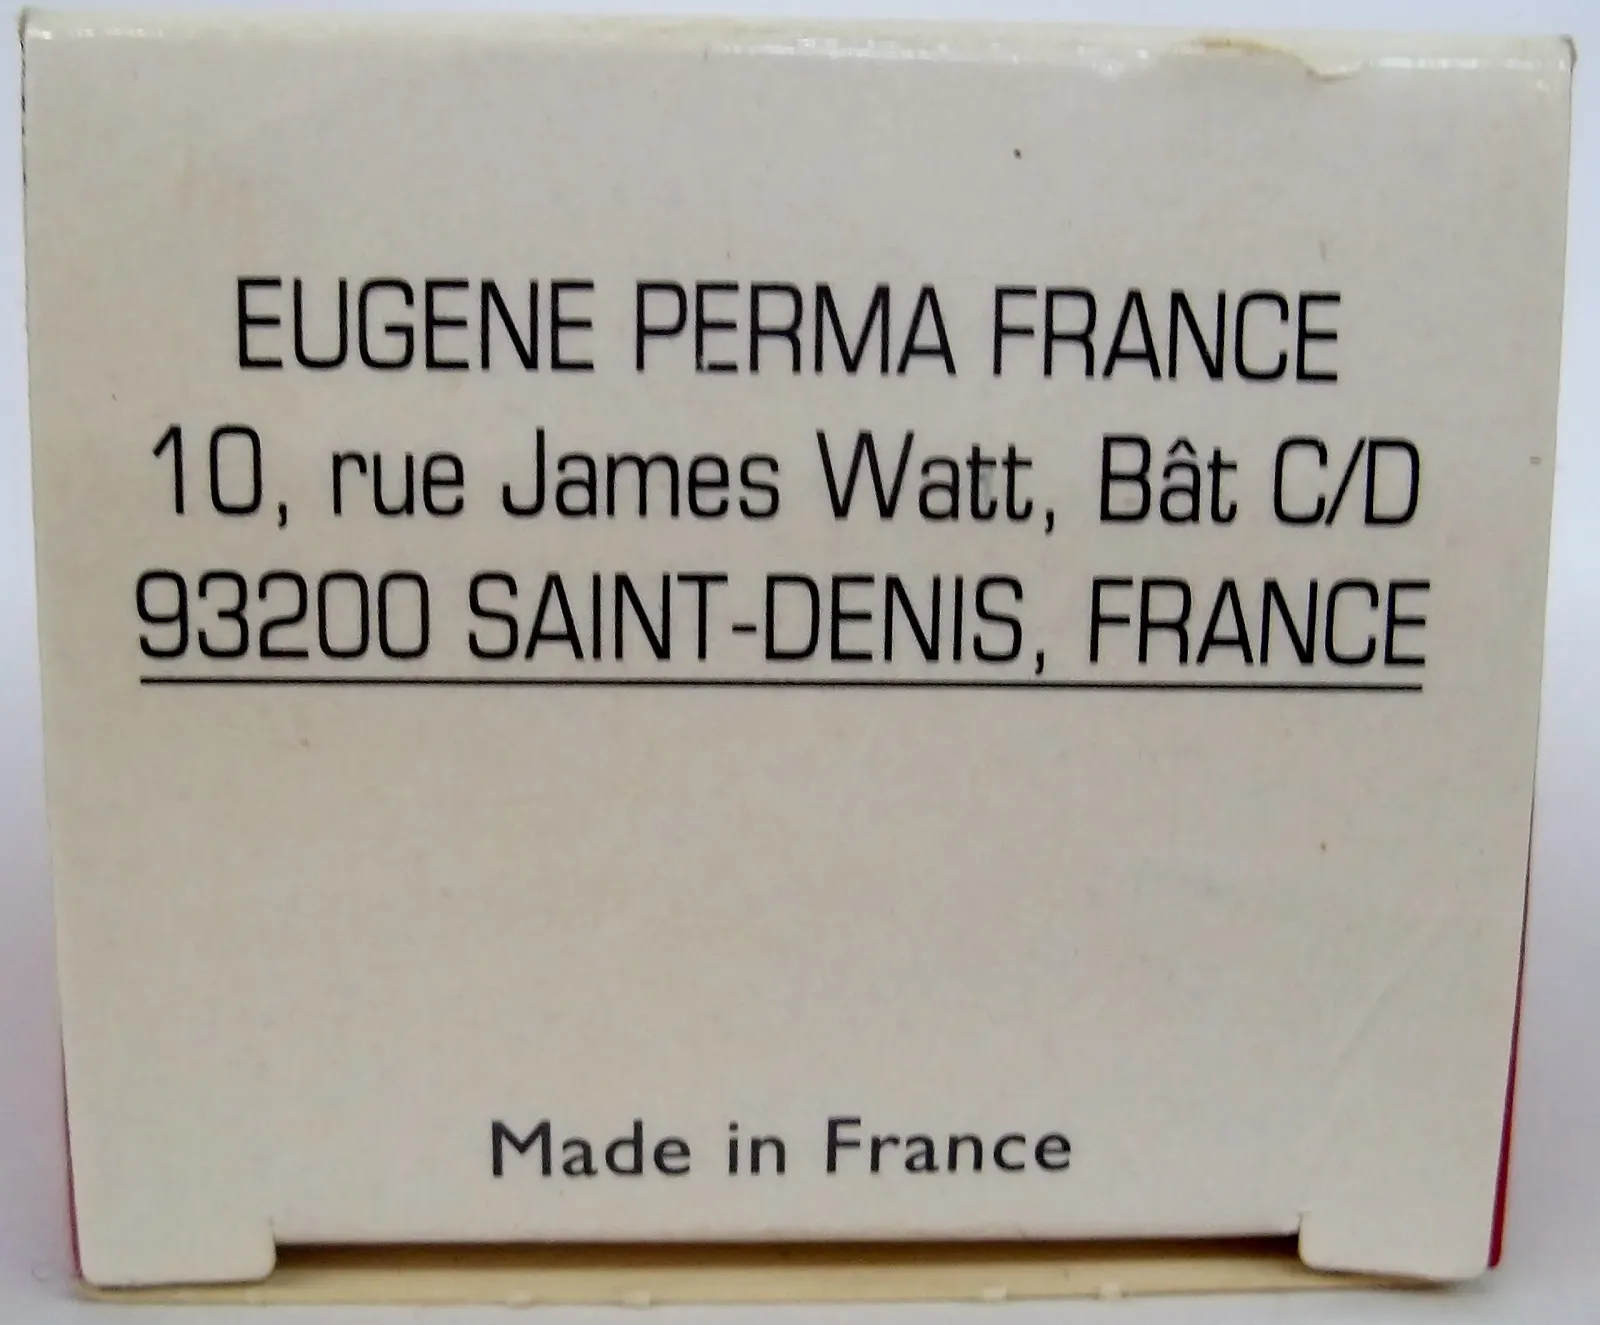 EUGENE PERMA FRANCE
10, rue James Watt, Bât C/D
93200 SAINT-DENIS, FRANCE
Made in France